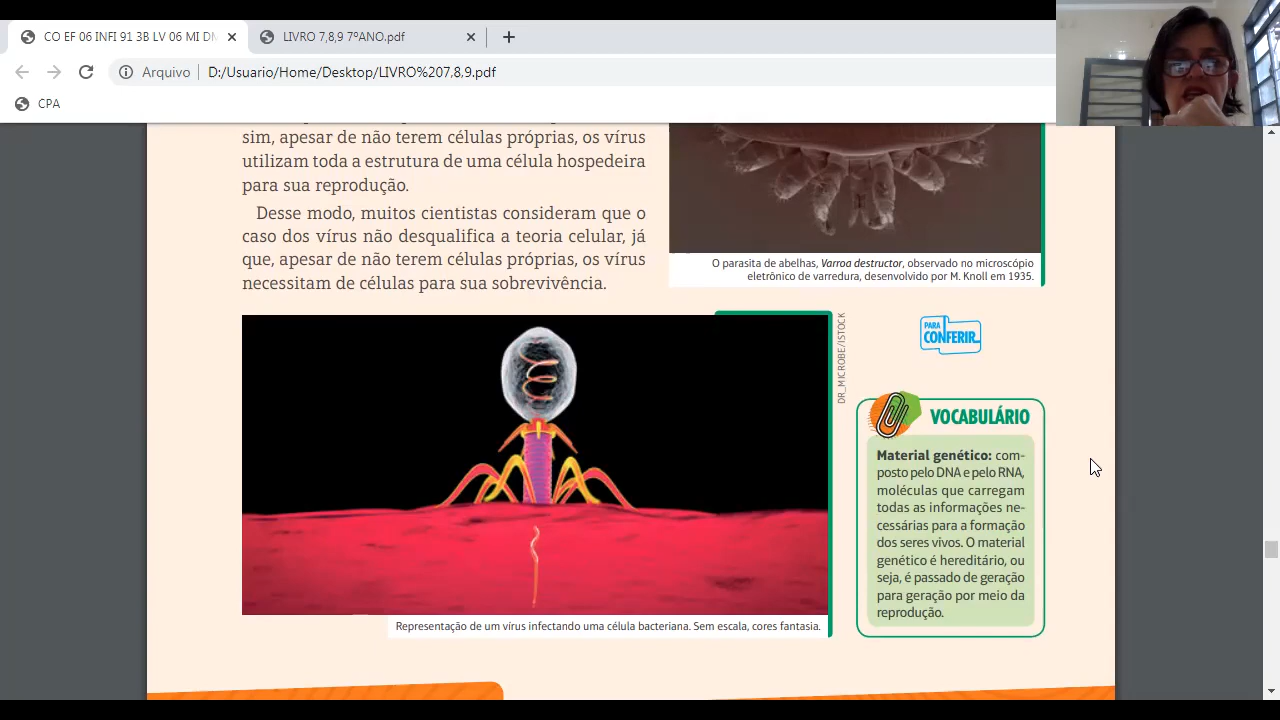 CO EF 06 INFI 91 3B LV 06 MI DM
LIVRO 7,8,9 7ºANO.pdf
Arquivo
D:/Usuario/Home/Desktop/LIVRO%207,8,9.pdf
CPA
sim, apesar de não terem células próprias, os vírus
utilizam toda a estrutura de uma célula hospedeira
para sua reprodução.
Desse modo, muitos cientistas consideram que o
caso dos vírus não desqualifica a teoria celular, já
que, apesar de não terem células próprias, os vírus
necessitam de células para sua sobrevivência.
O parasita de abelhas, Varroa destructor, observado no microscópio
eletrônico de varredura, desenvolvido por M. Knoll em 1935.
DR_MICROBE/ISTOCK
PARA
CONFERIR
VOCABULÁRIO
Material genético: com-
posto pelo DNA e pelo RNA,
moléculas que carregam
todas as informações ne-
cessárias para a formação
dos seres vivos. O material
genético é hereditário, ou
seja, é passado de geração
para geração por meio da
reprodução.
Representação de um vírus infectando uma célula bacteriana. Sem escala, cores fantasia.